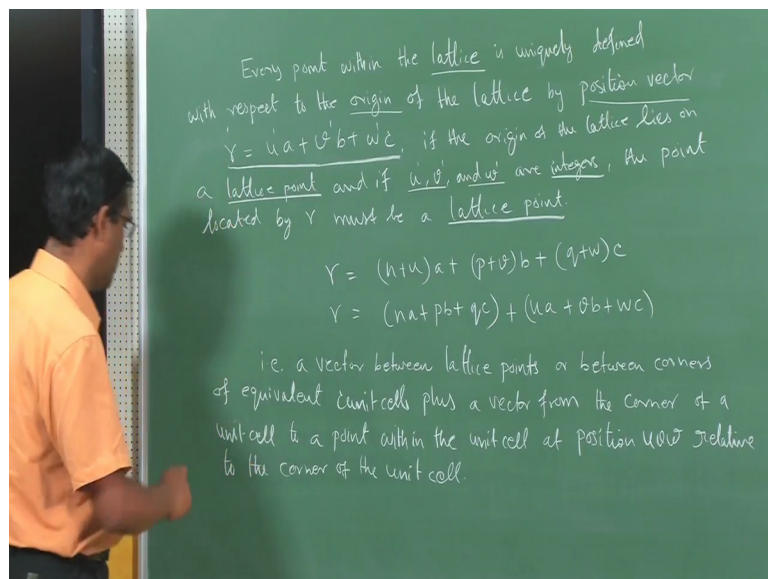 Every point within the lattice is uniquely defined
with respect to the origin of the lattice by position vector
r' = u'a + v'b + w'c, if the origin of the lattice lies on
a lattice point and if u', v', and w' are integers, the point
located by r must be a lattice point.
r = (n+u)a + (p+v)b + (q+w)c
r = (na+pb+qc) + (ua+vb+wc)
i.e. a vector between lattice points or between corners
of equivalent unit cells plus a vector from the corner of a
unit cell to a point within the unit cell at position uvw relative
to the corner of the unit cell.